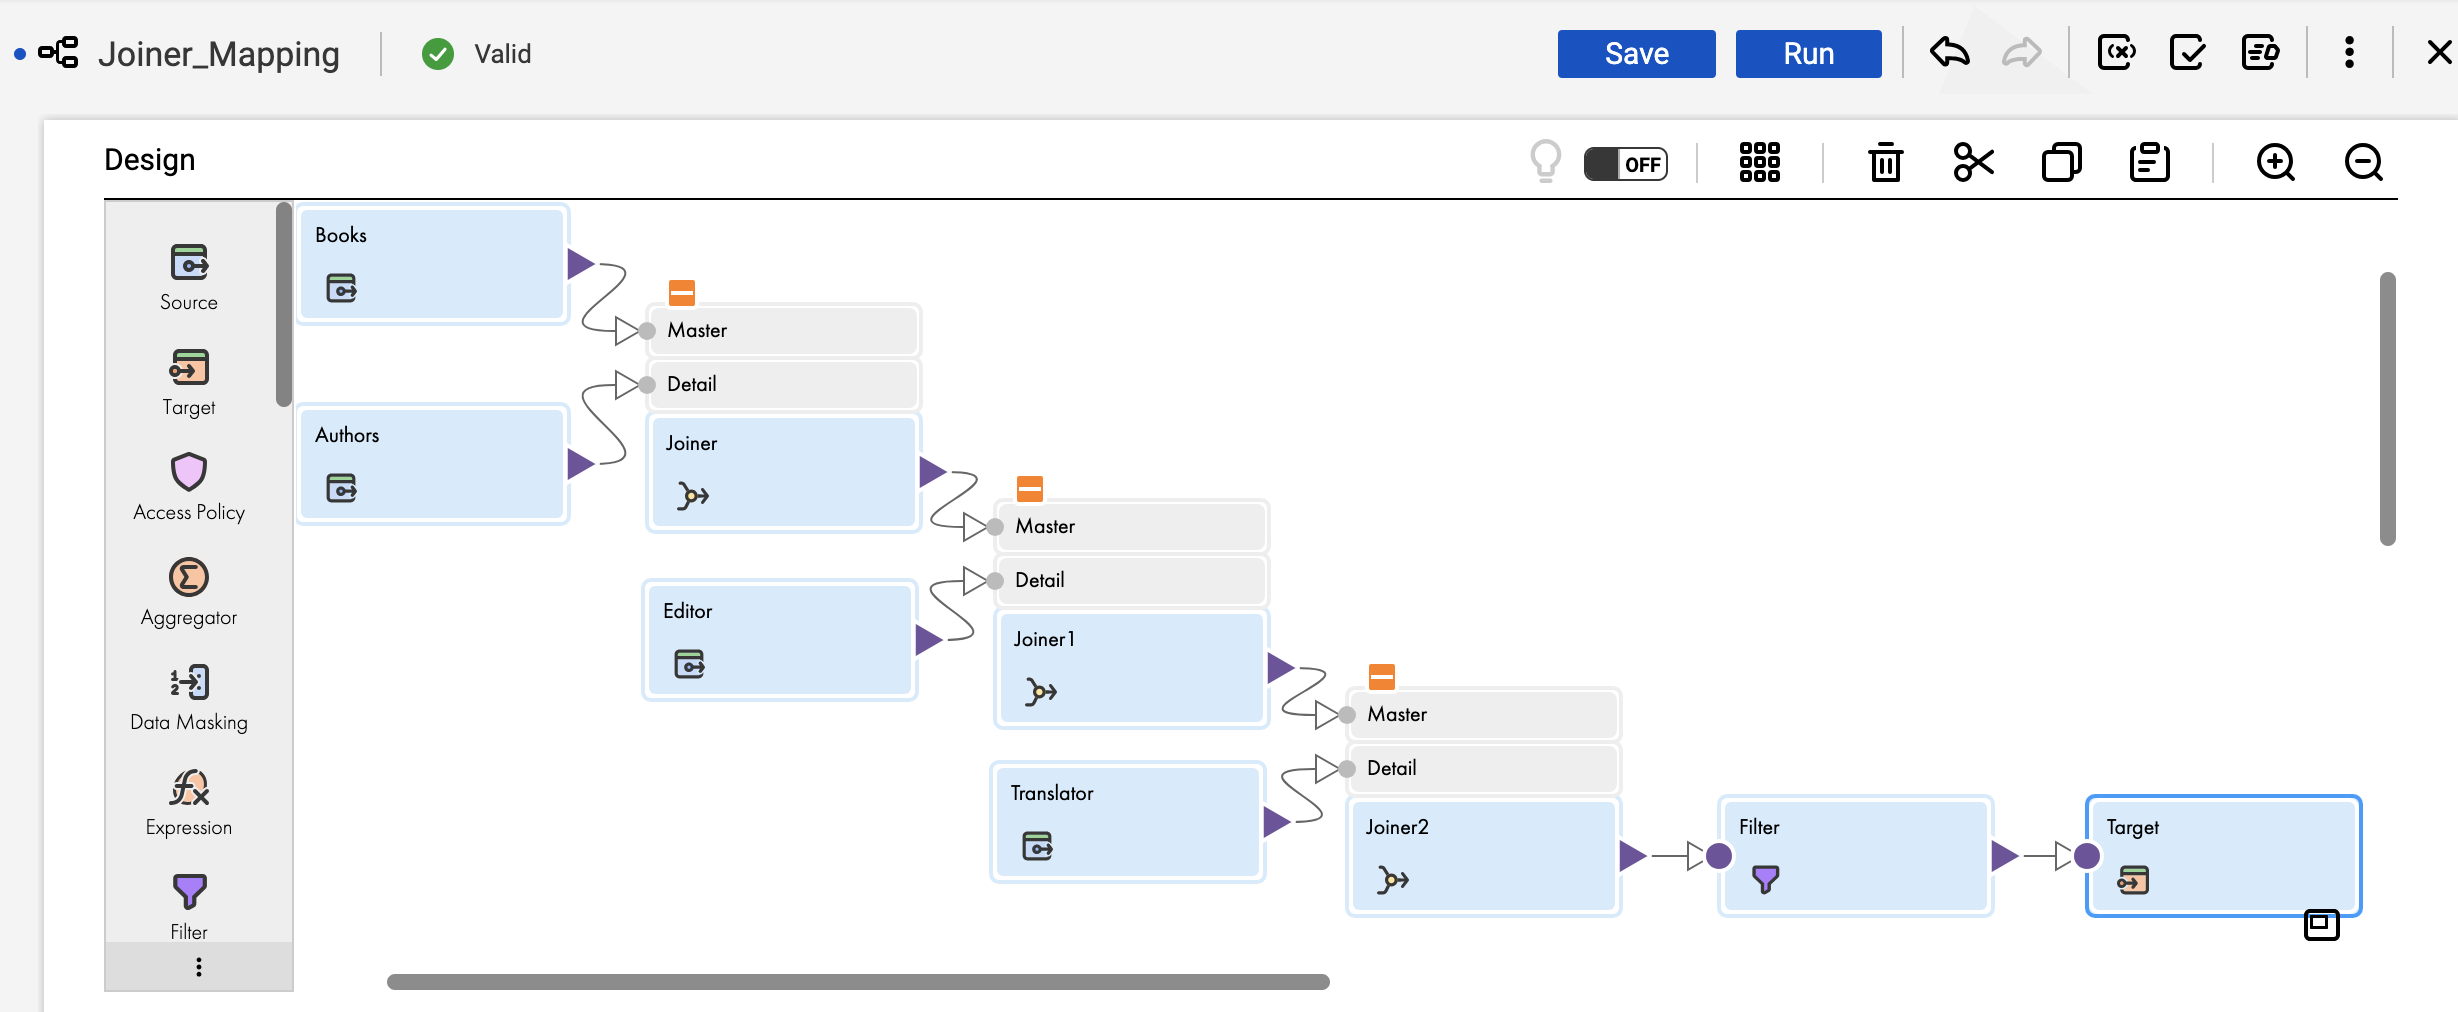 Joiner_Mapping
Valid
Save
Run
Design
OFF
Source
Target
Access Policy
Aggregator
Data Masking
Expression
Filter
Books
Authors
Master
Detail
Joiner
Editor
Master
Detail
Joiner1
Translator
Master
Detail
Joiner2
Filter
Target